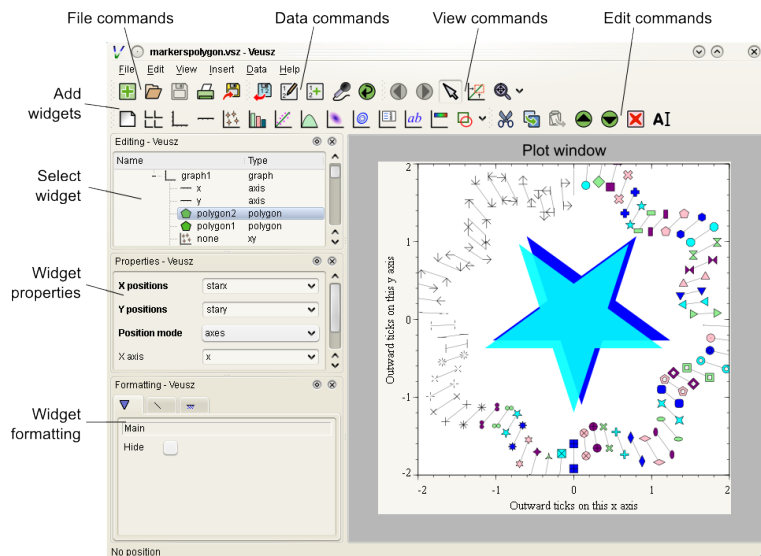 File commands
Data commands
View commands
Edit commands
markerspolygon.vsz - Veusz
File Edit View Insert Data Help
Add
widgets
ab
AI
Editing - Veusz
Name Type
graph1 graph
x axis
y axis
polygon2 polygon
polygon1 polygon
none xy
Select
widget
Properties - Veusz
X positions starx
Y positions stary
Position mode axes
X axis x
Widget
properties
Formatting - Veusz
Main
Hide
Widget
formatting
Plot window
2
1
0
-1
-2
Outward ticks on this y axis
-2 -1 0 1 2
Outward ticks on this x axis
No position